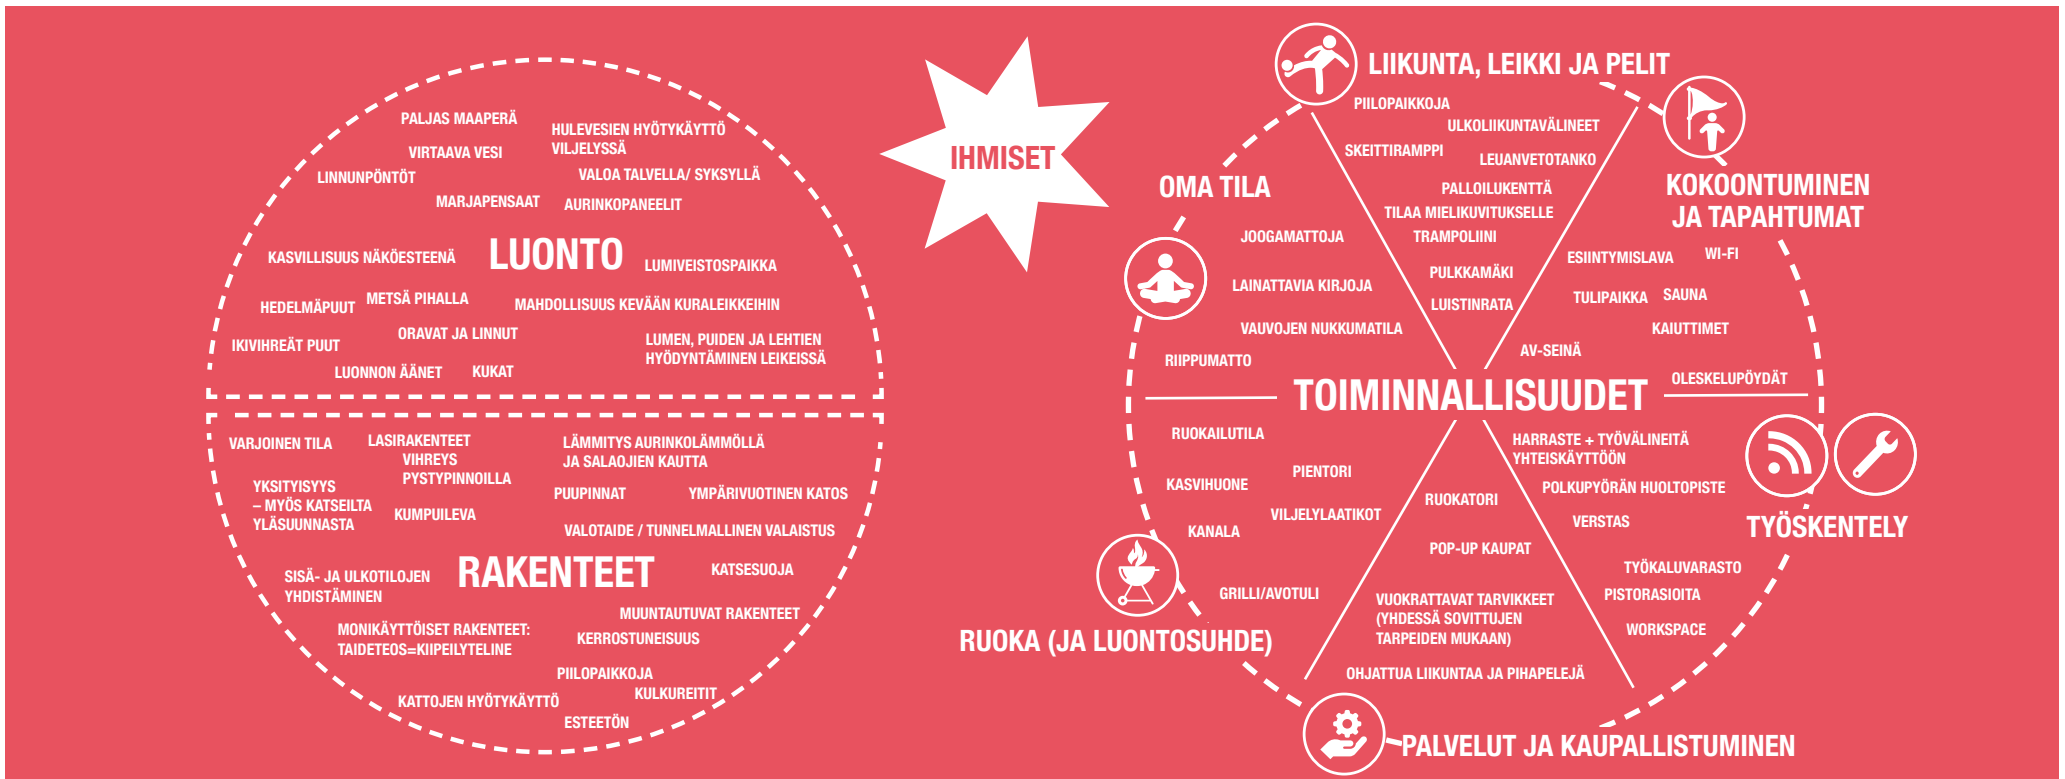 PALJAS MAAPERÄ
HULEVESIEN HYÖTYKÄYTTÖ
VILJELYSSÄ
VIRTAAVA VESI
LINNUNPÖNTÖT
VALOA TALVELLA/ SYKSYLLÄ
MARJAPENSAAT
AURINKOPANEELIT
LUONTO
KASVILLISUUS NÄKÖESTEENÄ
LUMIVEISTOSPAIKKA
HEDELMÄPUUT
METSÄ PIHALLA
MAHDOLLISUUS KEVÄÄN KURALEIKKEIHIN
ORAVAT JA LINNUT
IKIVIHREÄT PUUT
LUMEN, PUIDEN JA LEHTIEN
HYÖDYNTÄMINEN LEIKEISSÄ
LUONNON ÄÄNET
KUKAT
VARJOINEN TILA
LASIRAKENTEET
VIHREYS
PYSTYPINNOILLA
LÄMMITYS AURINKOLÄMMÖLLÄ
JA SALAOJIEN KAUTTA
YKSITYISYYS
– MYÖS KATSEILTA
YLÄSUUNNASTA
KUMPUILEVA
PUUPINNAT
YMPÄRIVUOTINEN KATOS
VALOTAIDE / TUNNELMALLINEN VALAISTUS
RAKENTEET
KATSESUOJA
SISÄ- JA ULKOTILOJEN
YHDISTÄMINEN
MUUNTAUTUVAT RAKENTEET
MONIKÄYTTÖISET RAKENTEET:
TAIDETEOS=KIIPEILYTELINE
KERROSTUNEISUUS
PIILOPAIKKOJA
KULKUREITIT
KATTOJEN HYÖTYKÄYTTÖ
ESTEETÖN
IHMISET
LIIKUNTA, LEIKKI JA PELIT
PIILOPAIKKOJA
ULKOLIIKUNTAVÄLINEET
SKEITTIRAMPPI
LEUANVETOTANKO
PALLOILUKENTTÄ
TILAA MIELIKUVITUKSELLE
TRAMPOLIINI
PULKKAMÄKI
LUISTINRATA
KOKOONTUMINEN
JA TAPAHTUMAT
ESIINTYMISLAVA
WI-FI
TULIPAIKKA
SAUNA
KAIUTTIMET
AV-SEINÄ
OLESKELUPÖYDÄT
OMA TILA
JOOGAMATTOJA
LAINATTAVIA KIRJOJA
VAUVOJEN NUKKUMATILA
RIIPPUMATTO
TOIMINNALLISUUDET
RUOKAILUTILA
PIENTORI
KASVIHUONE
VILJELYLAATIKOT
KANALA
GRILLI/AVOTULI
RUOKA (JA LUONTOSUHDE)
RUOKATORI
POP-UP KAUPAT
VUOKRATTAVAT TARVIKKEET
(YHDESSÄ SOVITTUJEN
TARPEIDEN MUKAAN)
OHJATTUA LIIKUNTAA JA PIHAPELEJÄ
PALVELUT JA KAUPALLISTUMINEN
HARRASTE + TYÖVÄLINEITÄ
YHTEISKÄYTTÖÖN
POLKUPYÖRÄN HUOLTOPISTE
VERSTAS
TYÖSKENTELY
TYÖKALUVARASTO
PISTORASIOITA
WORKSPACE